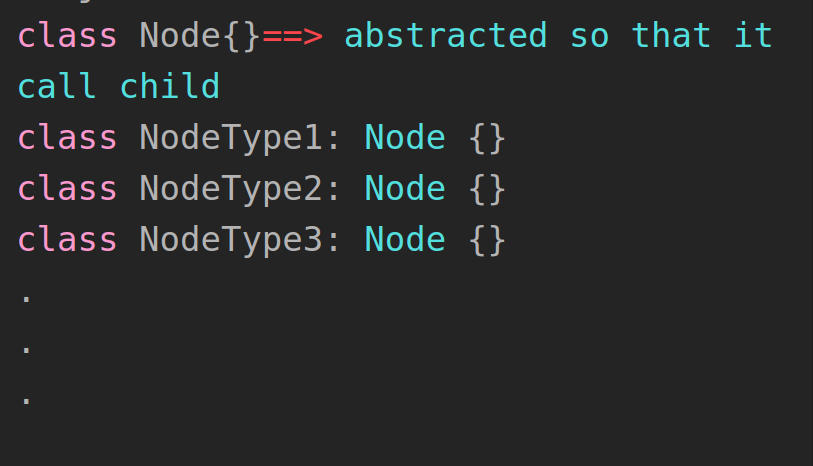 class Node{}==> abstracted so that it
call child
class NodeType1: Node {}
class NodeType2: Node {}
class NodeType3: Node {}
.
.
.